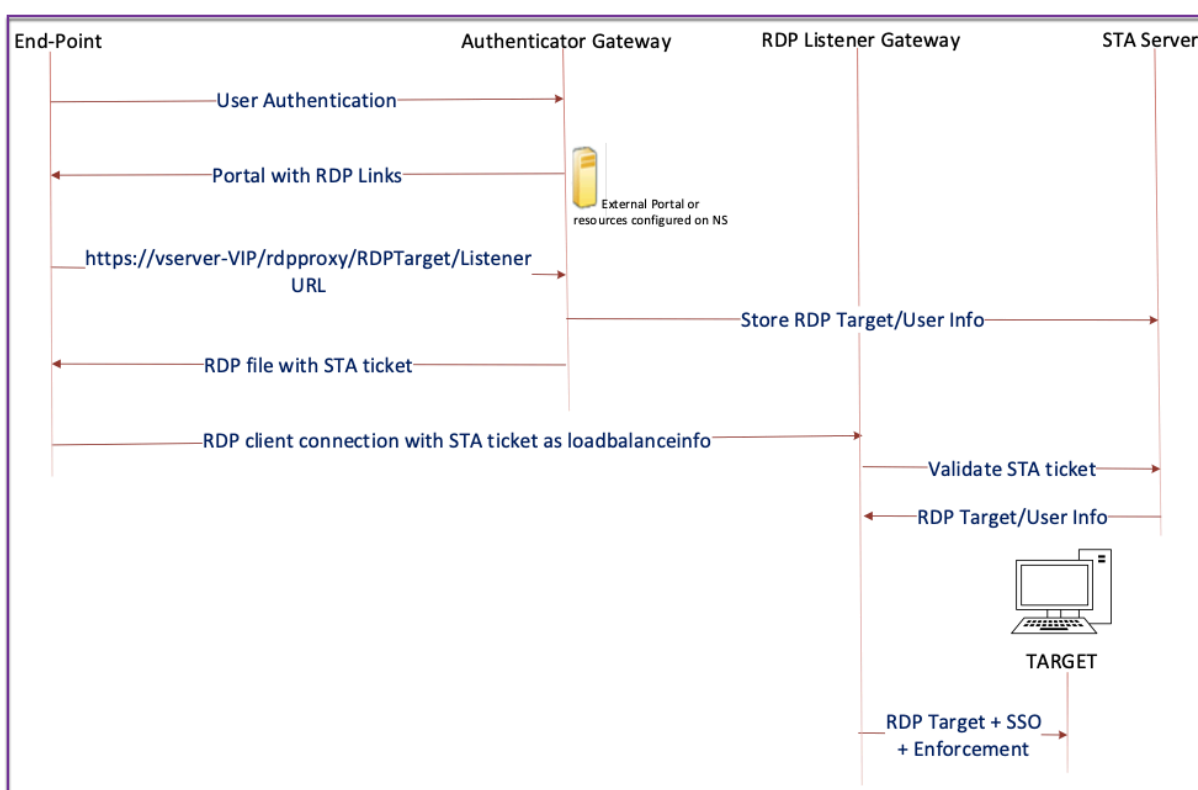 End-Point
Authenticator Gateway
RDP Listener Gateway
STA Server
User Authentication
Portal with RDP Links
External Portal or
resources configured on NS
https://vserver-VIP/rdpproxy/RDPTarget/Listener
URL
Store RDP Target/User Info
RDP file with STA ticket
RDP client connection with STA ticket as loadbalanceinfo
Validate STA ticket
RDP Target/User Info
TARGET
RDP Target + SSO
+ Enforcement